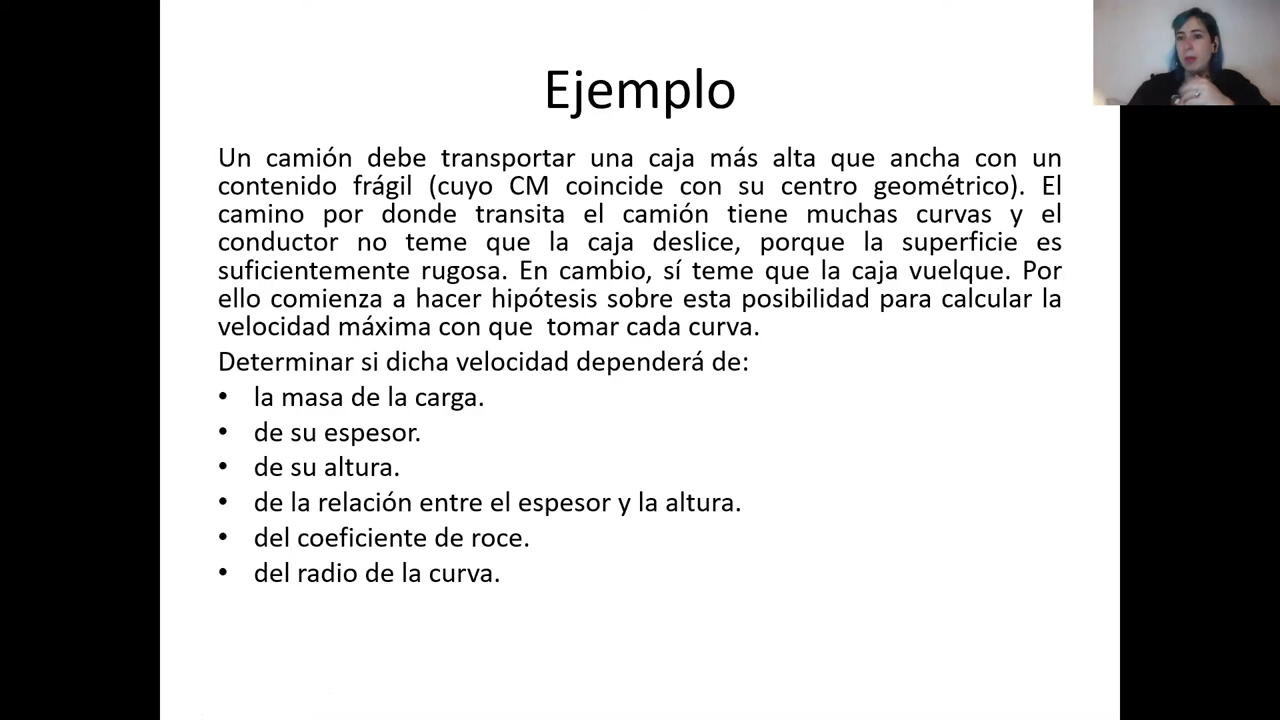 Ejemplo
Un camión debe transportar una caja más alta que ancha con un
contenido frágil (cuyo CM coincide con su centro geométrico). El
camino por donde transita el camión tiene muchas curvas y el
conductor no teme que la caja deslice, porque la superficie es
suficientemente rugosa. En cambio, sí teme que la caja vuelque. Por
ello comienza a hacer hipótesis sobre esta posibilidad para calcular la
velocidad máxima con que  tomar cada curva.
Determinar si dicha velocidad dependerá de:
• la masa de la carga.
• de su espesor.
• de su altura.
• de la relación entre el espesor y la altura.
• del coeficiente de roce.
• del radio de la curva.